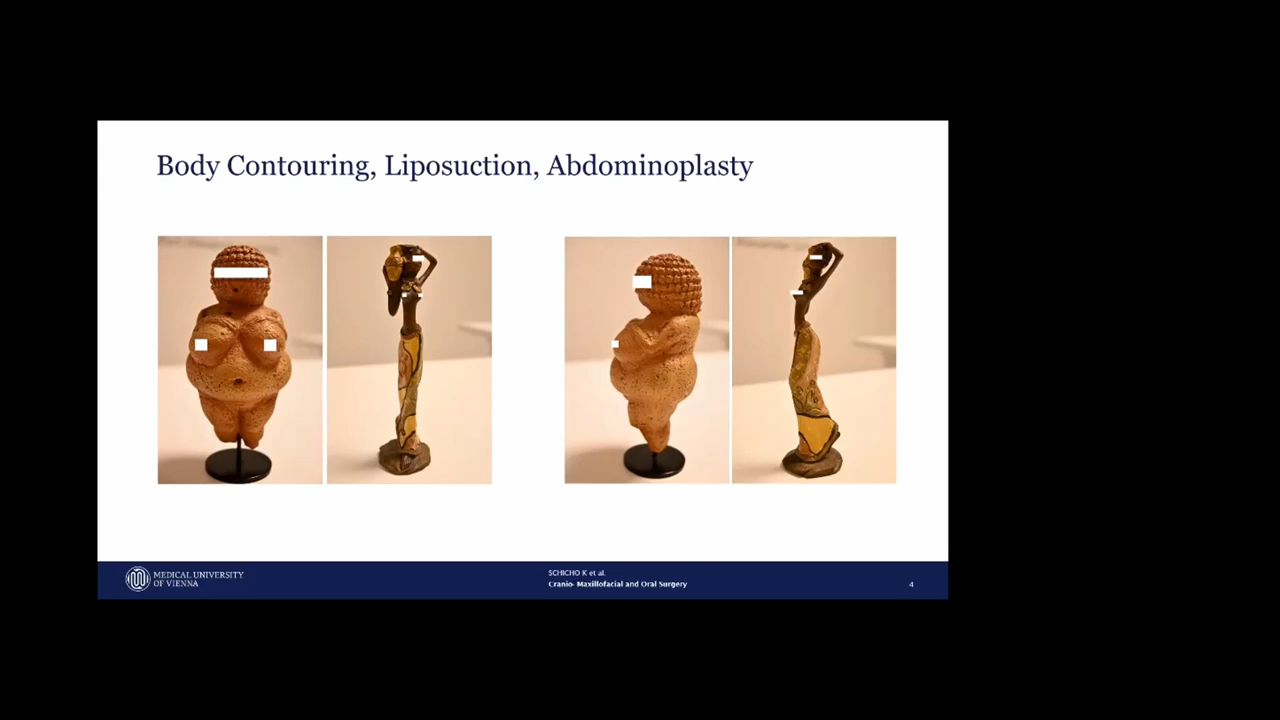 Body Contouring, Liposuction, Abdominoplasty
MEDICAL UNIVERSITY
OF VIENNA
SCHICHO K et al.
Cranio- Maxillofacial and Oral Surgery
4